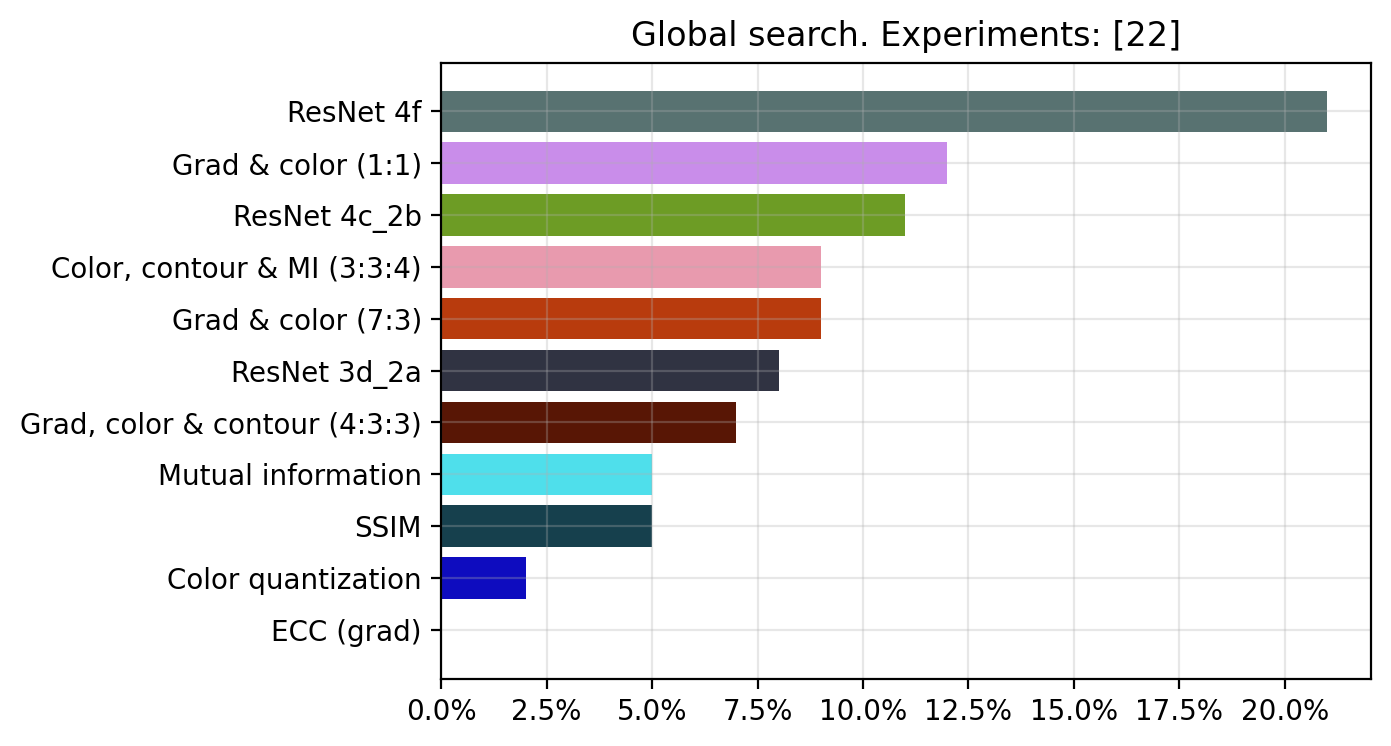 Global search. Experiments: [22]
ResNet 4f
Grad & color (1:1)
ResNet 4c_2b
Color, contour & MI (3:3:4)
Grad & color (7:3)
ResNet 3d_2a
Grad, color & contour (4:3:3)
Mutual information
SSIM
Color quantization
ECC (grad)
0.0% 2.5% 5.0% 7.5% 10.0% 12.5% 15.0% 17.5% 20.0%